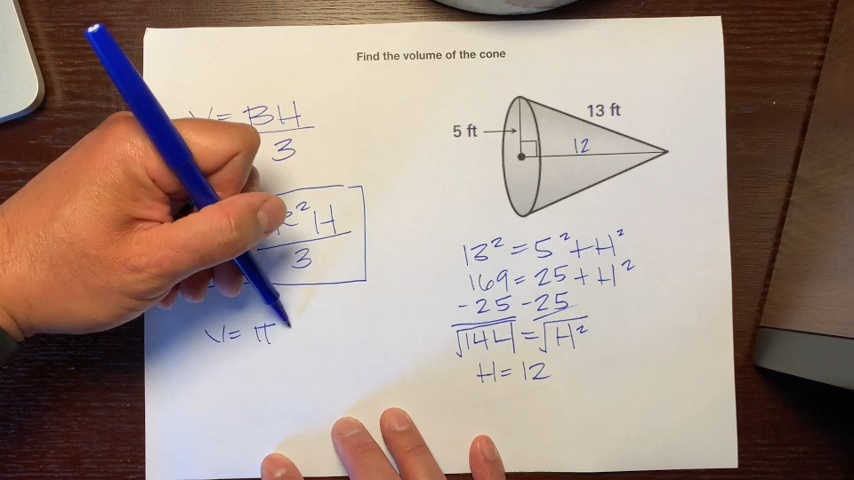 Find the volume of the cone
V = BH
3
R²H
3
V = π
5 ft
13 ft
12
13² = 5² + H²
169 = 25 + H²
-25 -25
√144 = √H²
H = 12